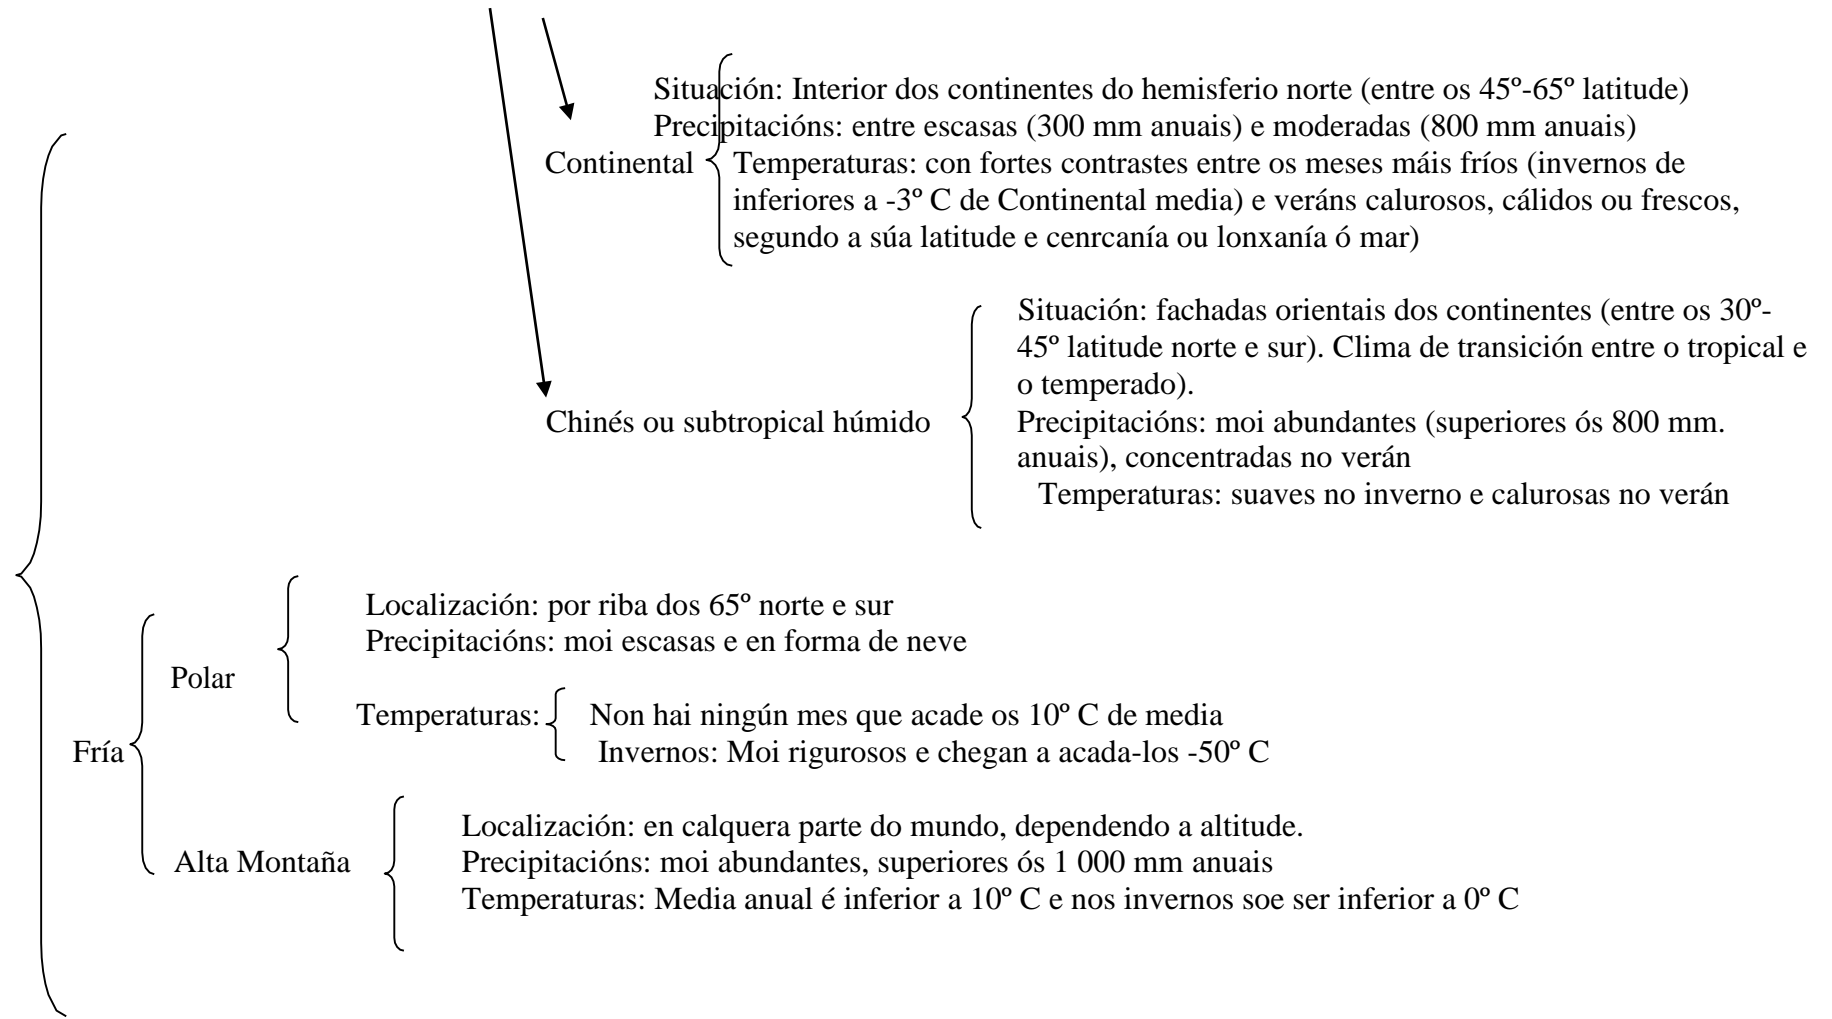 Situación: Interior dos continentes do hemisferio norte (entre os 45º-65º latitude)
Precipitacións: entre escasas (300 mm anuais) e moderadas (800 mm anuais)
Continental
Temperaturas: con fortes contrastes entre os meses máis fríos (invernos de
inferiores a -3º C de Continental media) e veráns calurosos, cálidos ou frescos,
segundo a súa latitude e cenrcanía ou lonxanía ó mar)
Situación: fachadas orientais dos continentes (entre os 30º-
45º latitude norte e sur). Clima de transición entre o tropical e
o temperado).
Chinés ou subtropical húmido
Precipitacións: moi abundantes (superiores ós 800 mm.
anuais), concentradas no verán
Temperaturas: suaves no inverno e calurosas no verán
Localización: por riba dos 65º norte e sur
Precipitacións: moi escasas e en forma de neve
Polar
Temperaturas:
Non hai ningún mes que acade os 10º C de media
Fría
Invernos: Moi rigurosos e chegan a acada-los -50º C
Localización: en calquera parte do mundo, dependendo a altitude.
Alta Montaña
Precipitacións: moi abundantes, superiores ós 1 000 mm anuais
Temperaturas: Media anual é inferior a 10º C e nos invernos soe ser inferior a 0º C